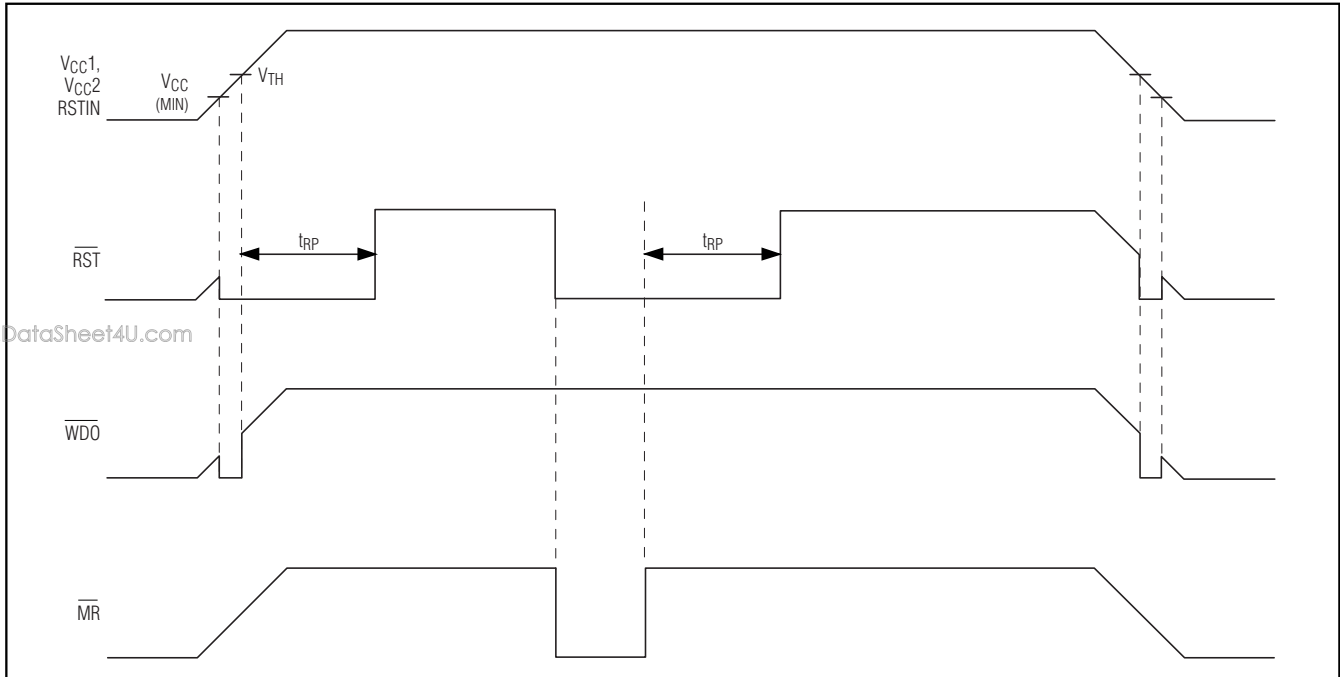 VCC1,
VCC2
RSTIN
VCC
(MIN)
VTH
RST
tRP
tRP
DataSheet4U.com
WDO
MR